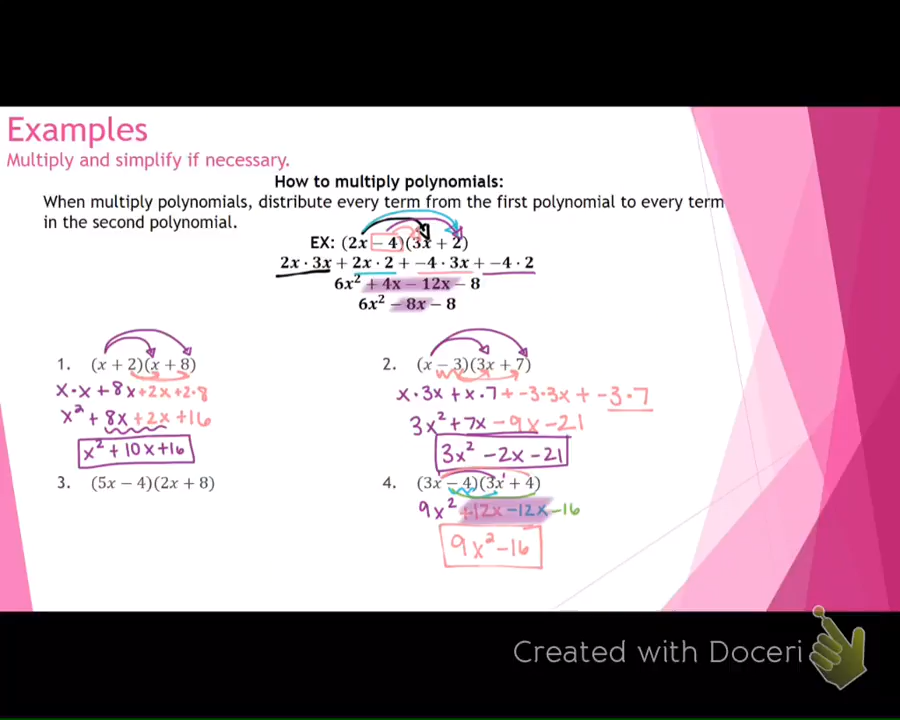 Examples
Multiply and simplify if necessary.
How to multiply polynomials:
When multiply polynomials, distribute every term from the first polynomial to every term
in the second polynomial.
EX: (2x − 4)(3x + 2)
2x · 3x + 2x · 2 + −4 · 3x + −4 · 2
6x² + 4x − 12x − 8
6x² − 8x − 8
1. (x + 2)(x + 8)
x·x + 8x + 2x + 2·8
x² + 8x + 2x + 16
x² + 10x + 16
2. (x − 3)(3x + 7)
x·3x + x·7 + -3·3x + -3·7
3x² + 7x − 9x − 21
3x² − 2x − 21
3. (5x − 4)(2x + 8)
4. (3x − 4)(3x + 4)
9x² + 12x − 12x − 16
9x² − 16
Created with Doceri